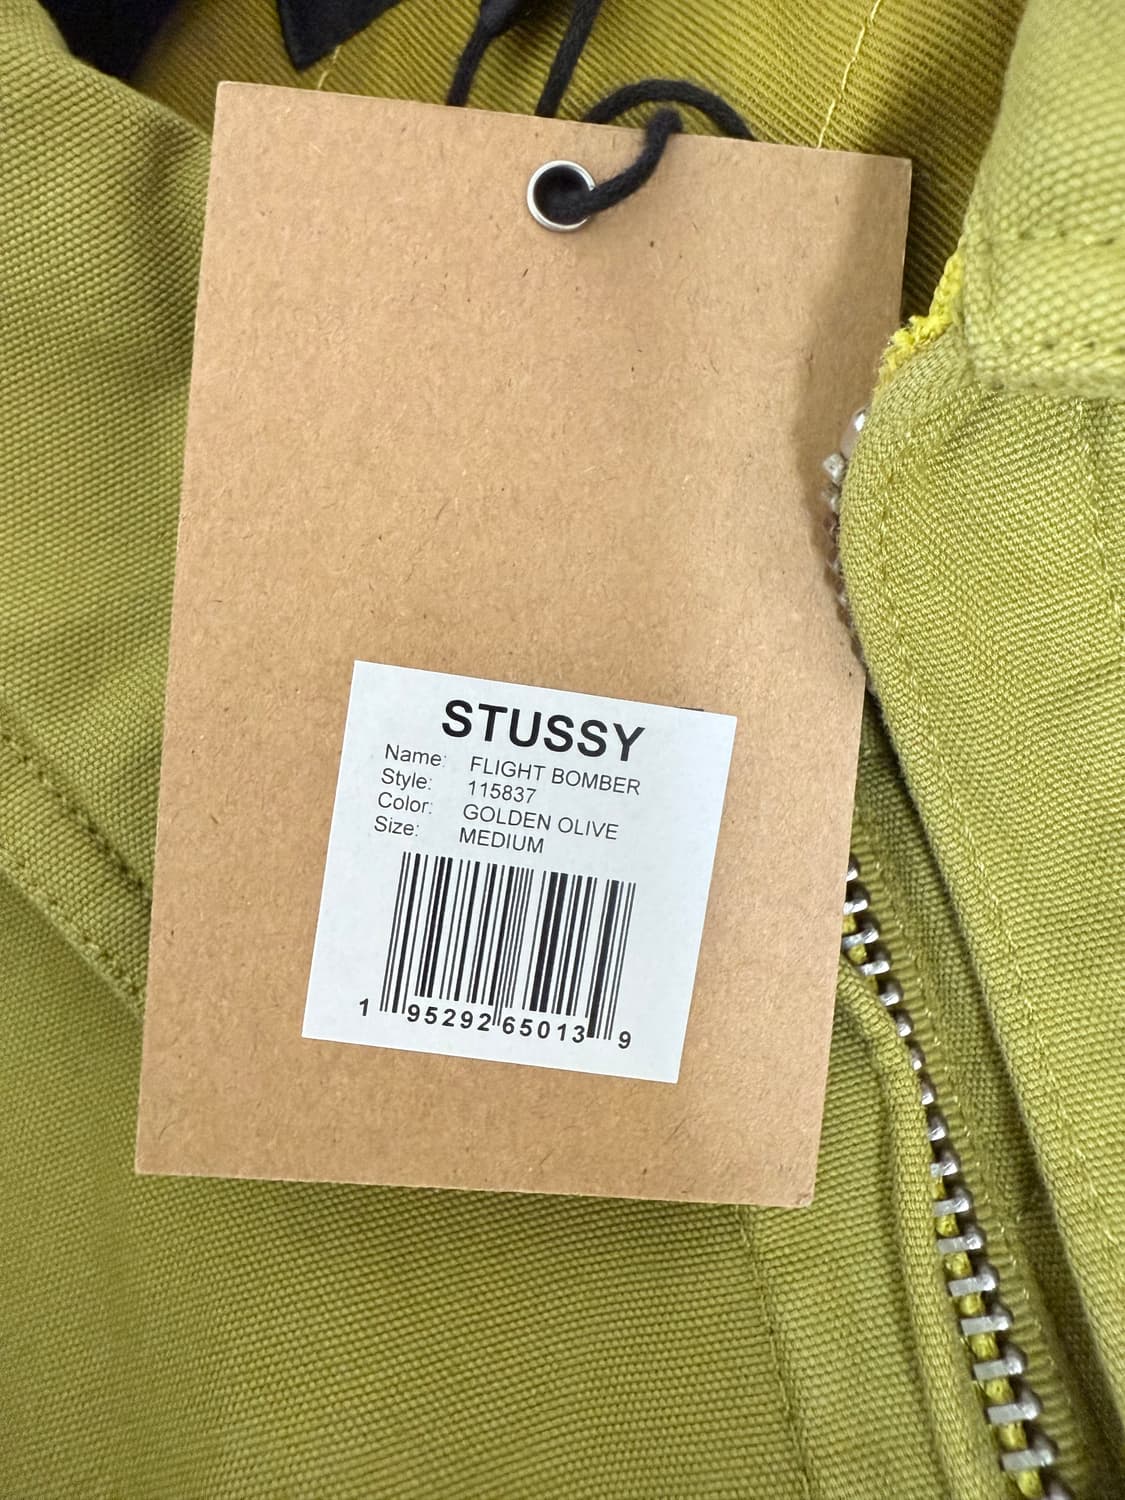 STUSSY
Name: FLIGHT BOMBER
Style: 115837
Color: GOLDEN OLIVE
Size: MEDIUM
1 95292 65013 9